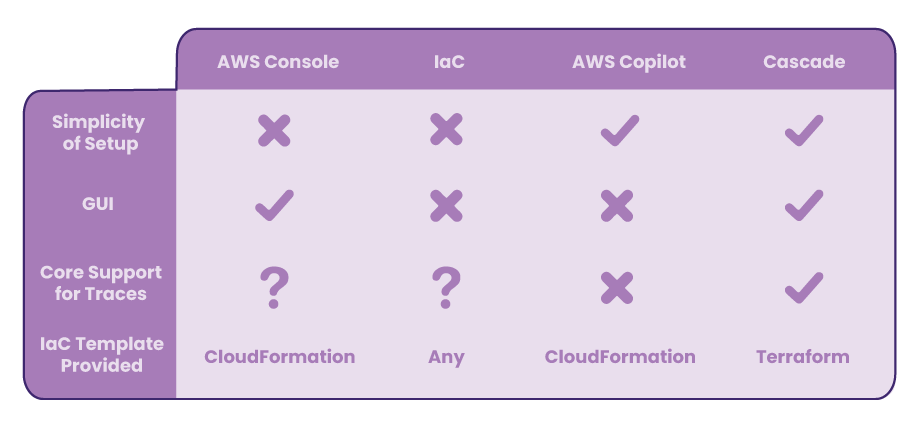 AWS Console IaC AWS Copilot Cascade
Simplicity
of Setup
GUI
Core Support
for Traces
? ?
IaC Template
Provided
CloudFormation Any CloudFormation Terraform